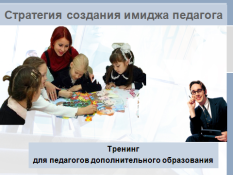 Стратегия создания имиджа педагога
Тренинг
для педагогов дополнительного образования